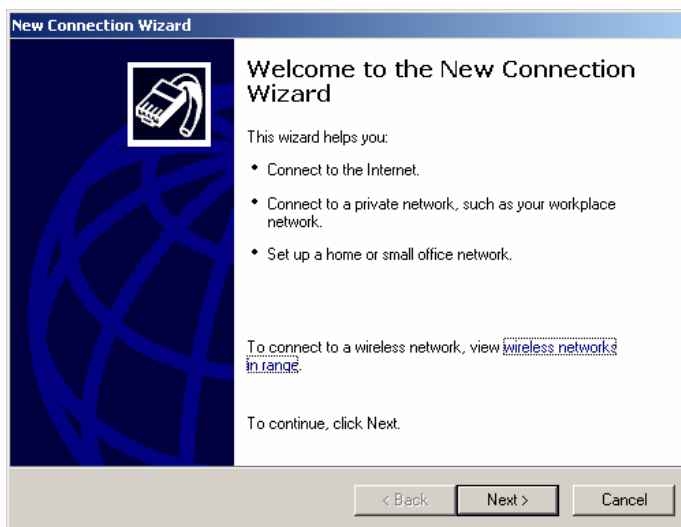 New Connection Wizard
Welcome to the New Connection
Wizard
This wizard helps you:
• Connect to the Internet.
• Connect to a private network, such as your workplace
network.
• Set up a home or small office network.
To connect to a wireless network, view wireless networks
in range.
To continue, click Next.
< Back
Next >
Cancel